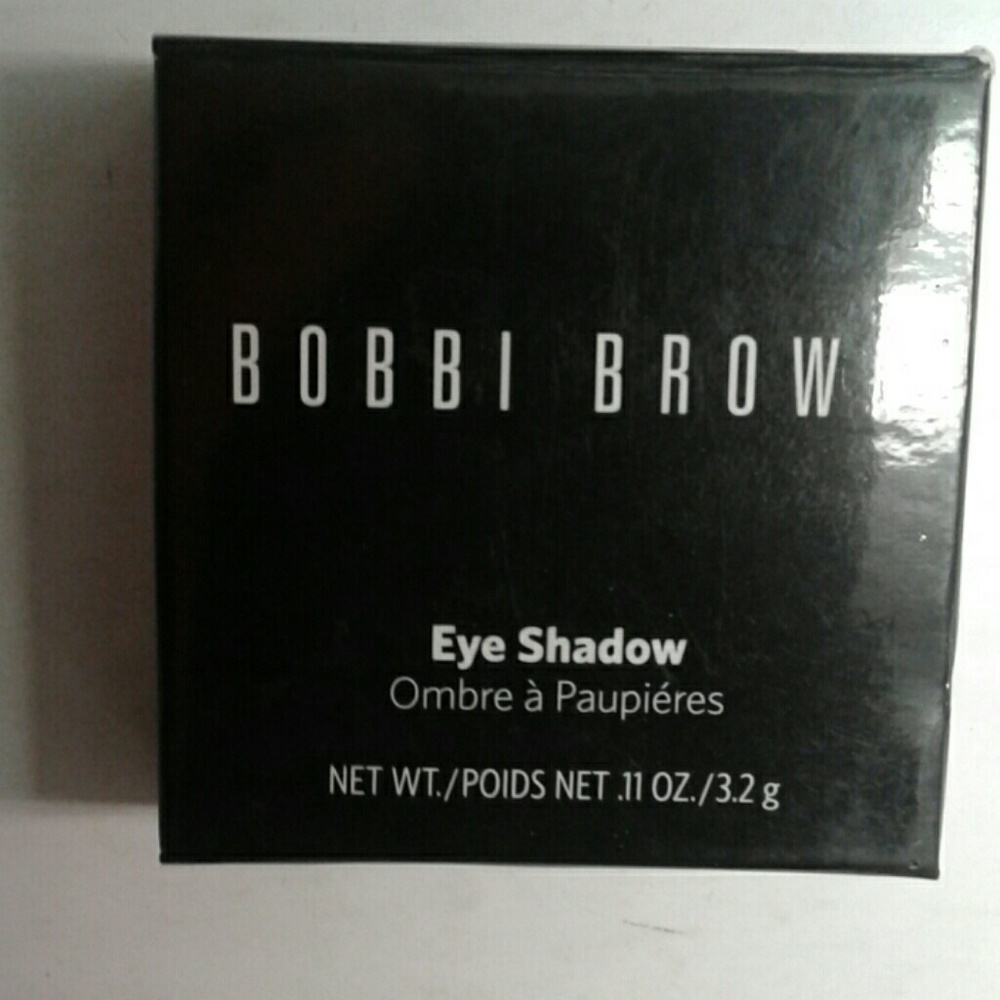 BOBBI BROW
Eye Shadow
Ombre à Paupiéres
NET WT./POIDS NET .11 OZ./3.2 g